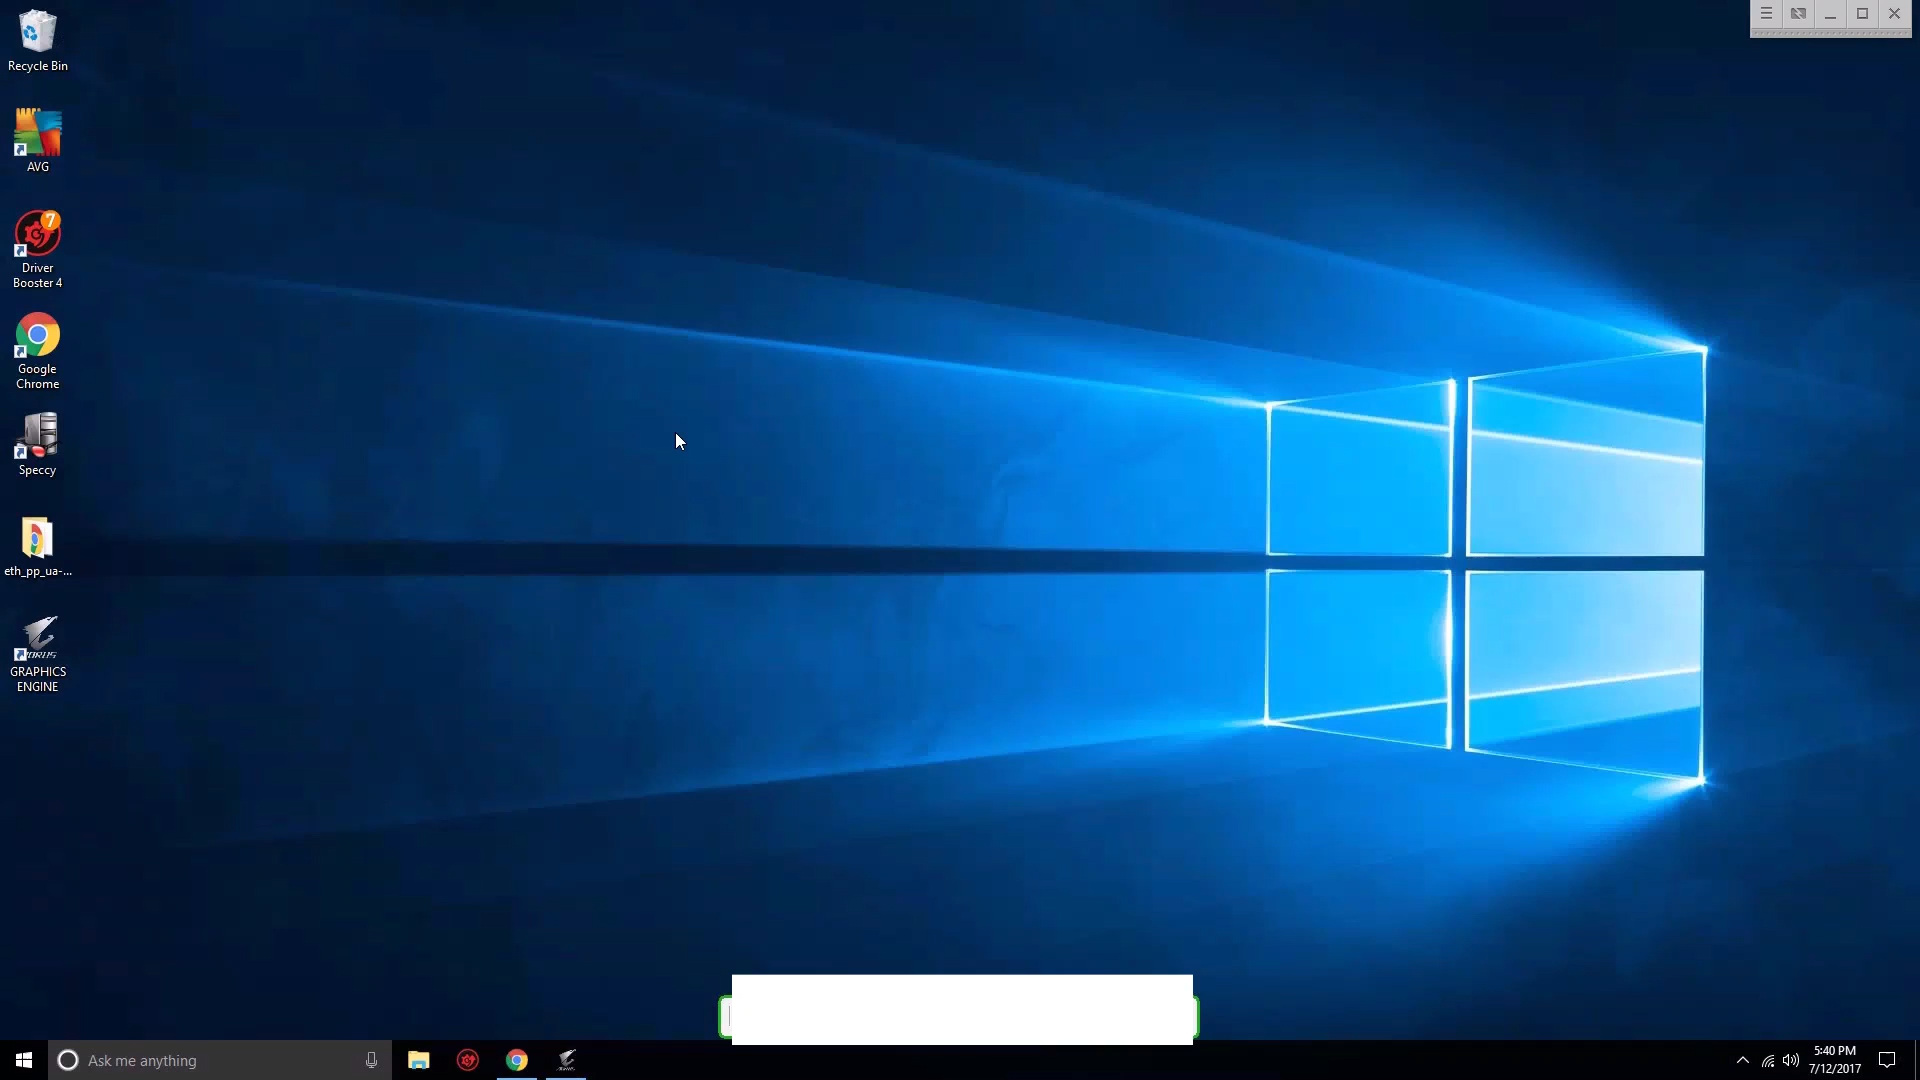 Recycle Bin
AVG
7
Driver
Booster 4
Google
Chrome
Speccy
eth_pp_ua-...
GRAPHICS
ENGINE
Ask me anything
5:40 PM
7/12/2017